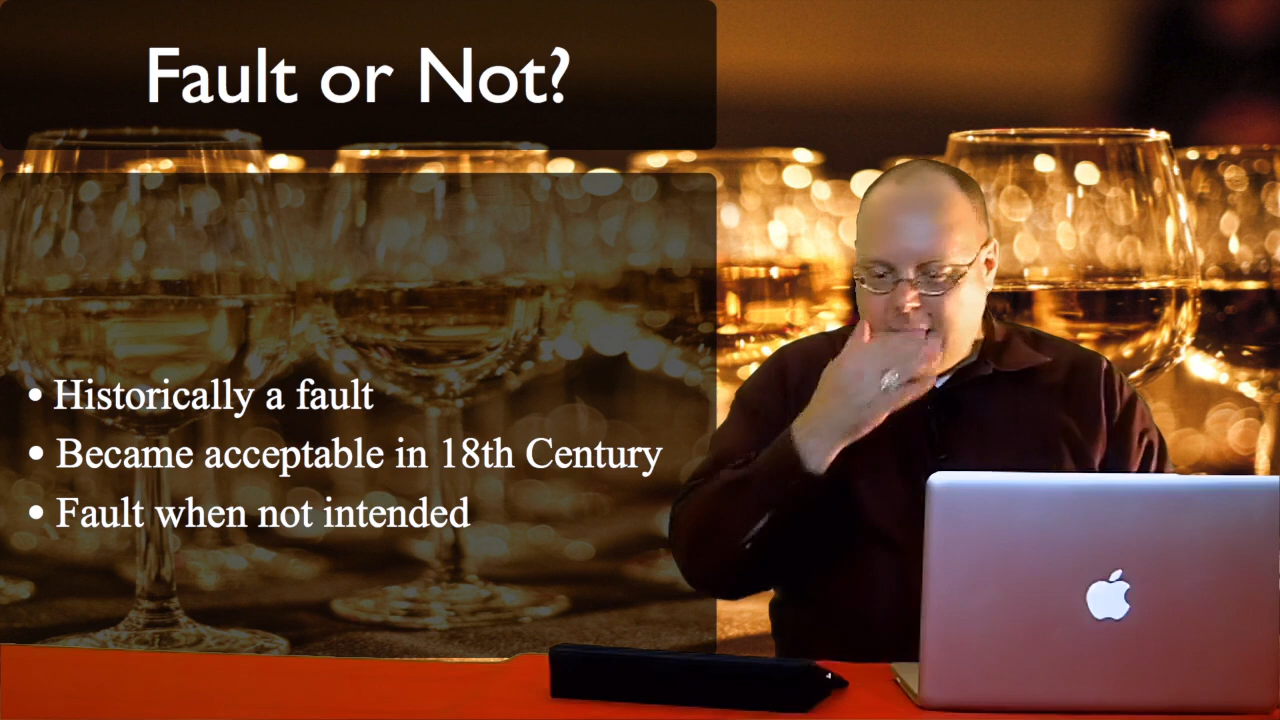 Fault or Not?
• Historically a fault
• Became acceptable in 18th Century
• Fault when not intended